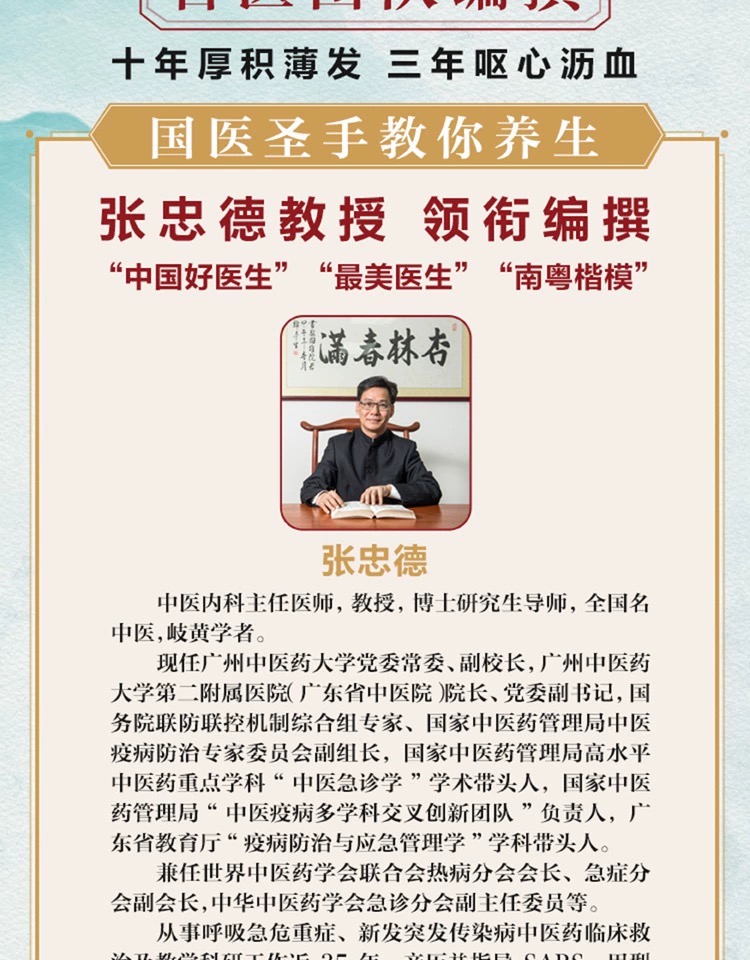 十年厚积薄发 三年呕心沥血
国医圣手教你养生
张忠德教授 领衔编撰
“中国好医生” “最美医生” “南粤楷模”
杏林春满
张忠德
中医内科主任医师,教授,博士研究生导师,全国名
中医,岐黄学者。
现任广州中医药大学党委常委、副校长,广州中医药
大学第二附属医院(广东省中医院)院长、党委副书记,国
务院联防联控机制综合组专家、国家中医药管理局中医
疫病防治专家委员会副组长,国家中医药管理局高水平
中医药重点学科“中医急诊学”学术带头人,国家中医
药管理局“中医疫病多学科交叉创新团队”负责人,广
东省教育厅“疫病防治与应急管理学”学科带头人。
兼任世界中医药学会联合会热病分会会长、急症分
会副会长,中华中医药学会急诊分会副主任委员等。
从事呼吸急危重症、新发突发传染病中医药临床救